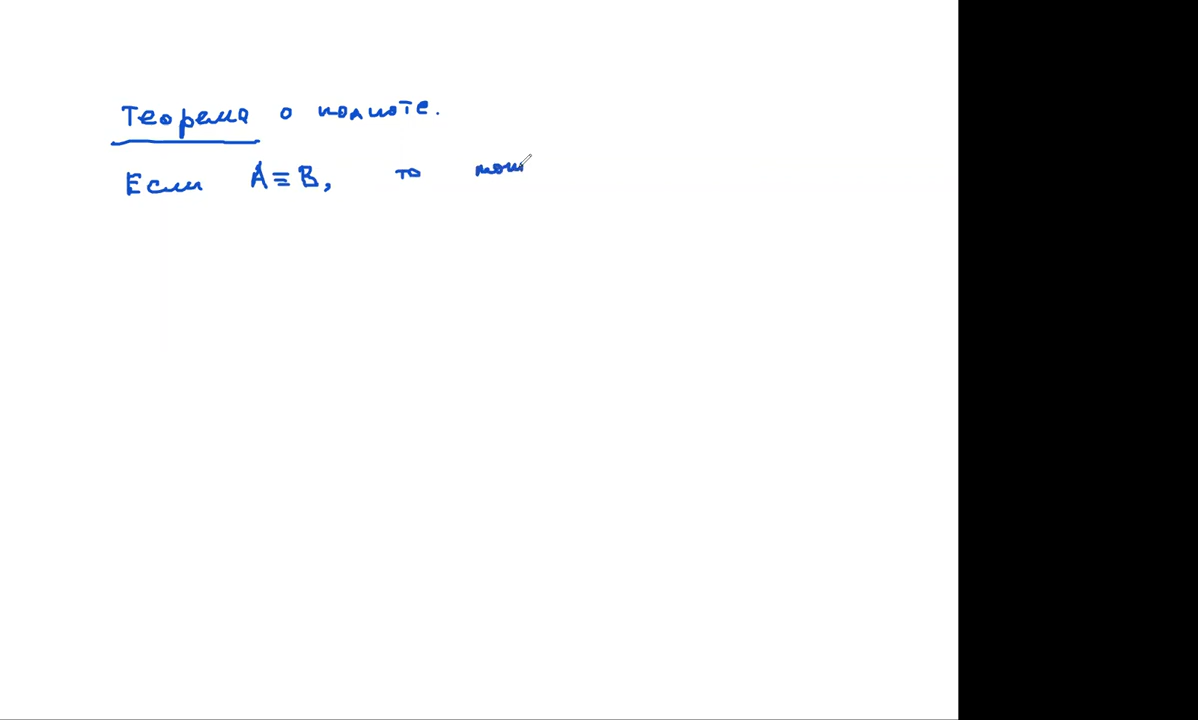 Теорема о полноте.
Если A ≡ B, то